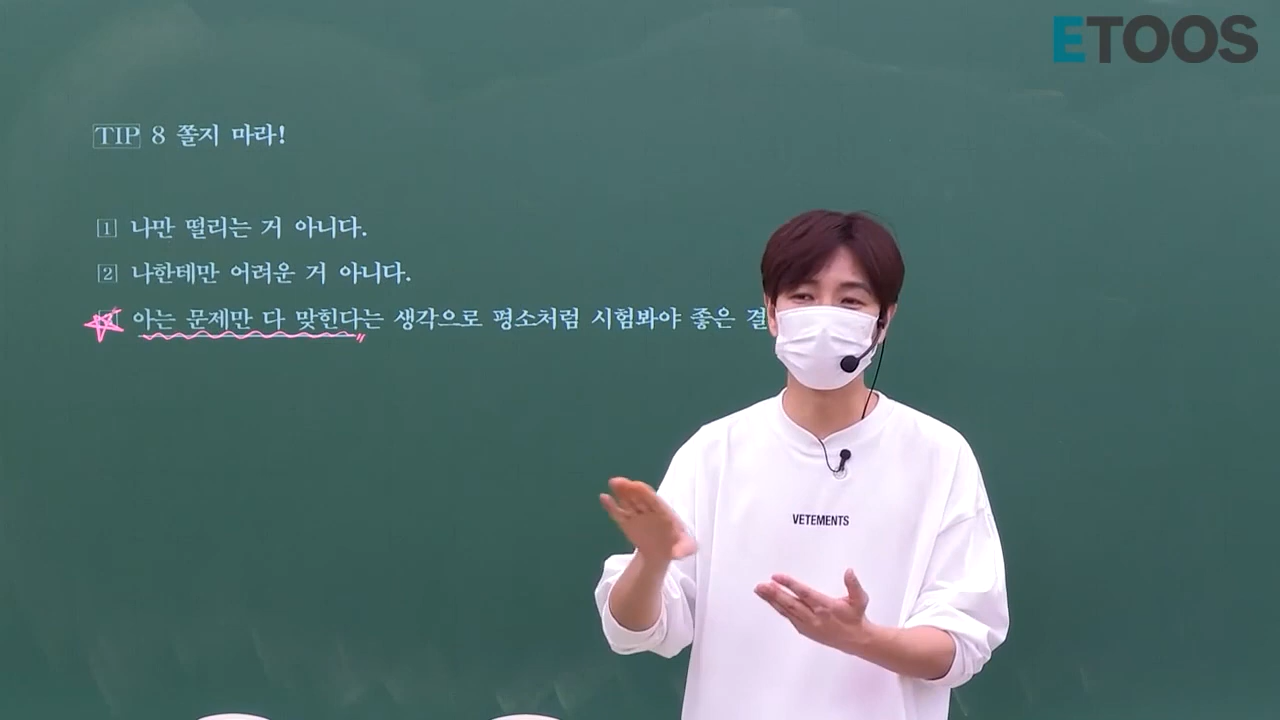 ETOOS
TIP 8 쫄지 마라!
1 나만 떨리는 거 아니다.
2 나한테만 어려운 거 아니다.
아는 문제만 다 맞힌다는 생각으로 평소처럼 시험봐야 좋은 결
VETEMENTS